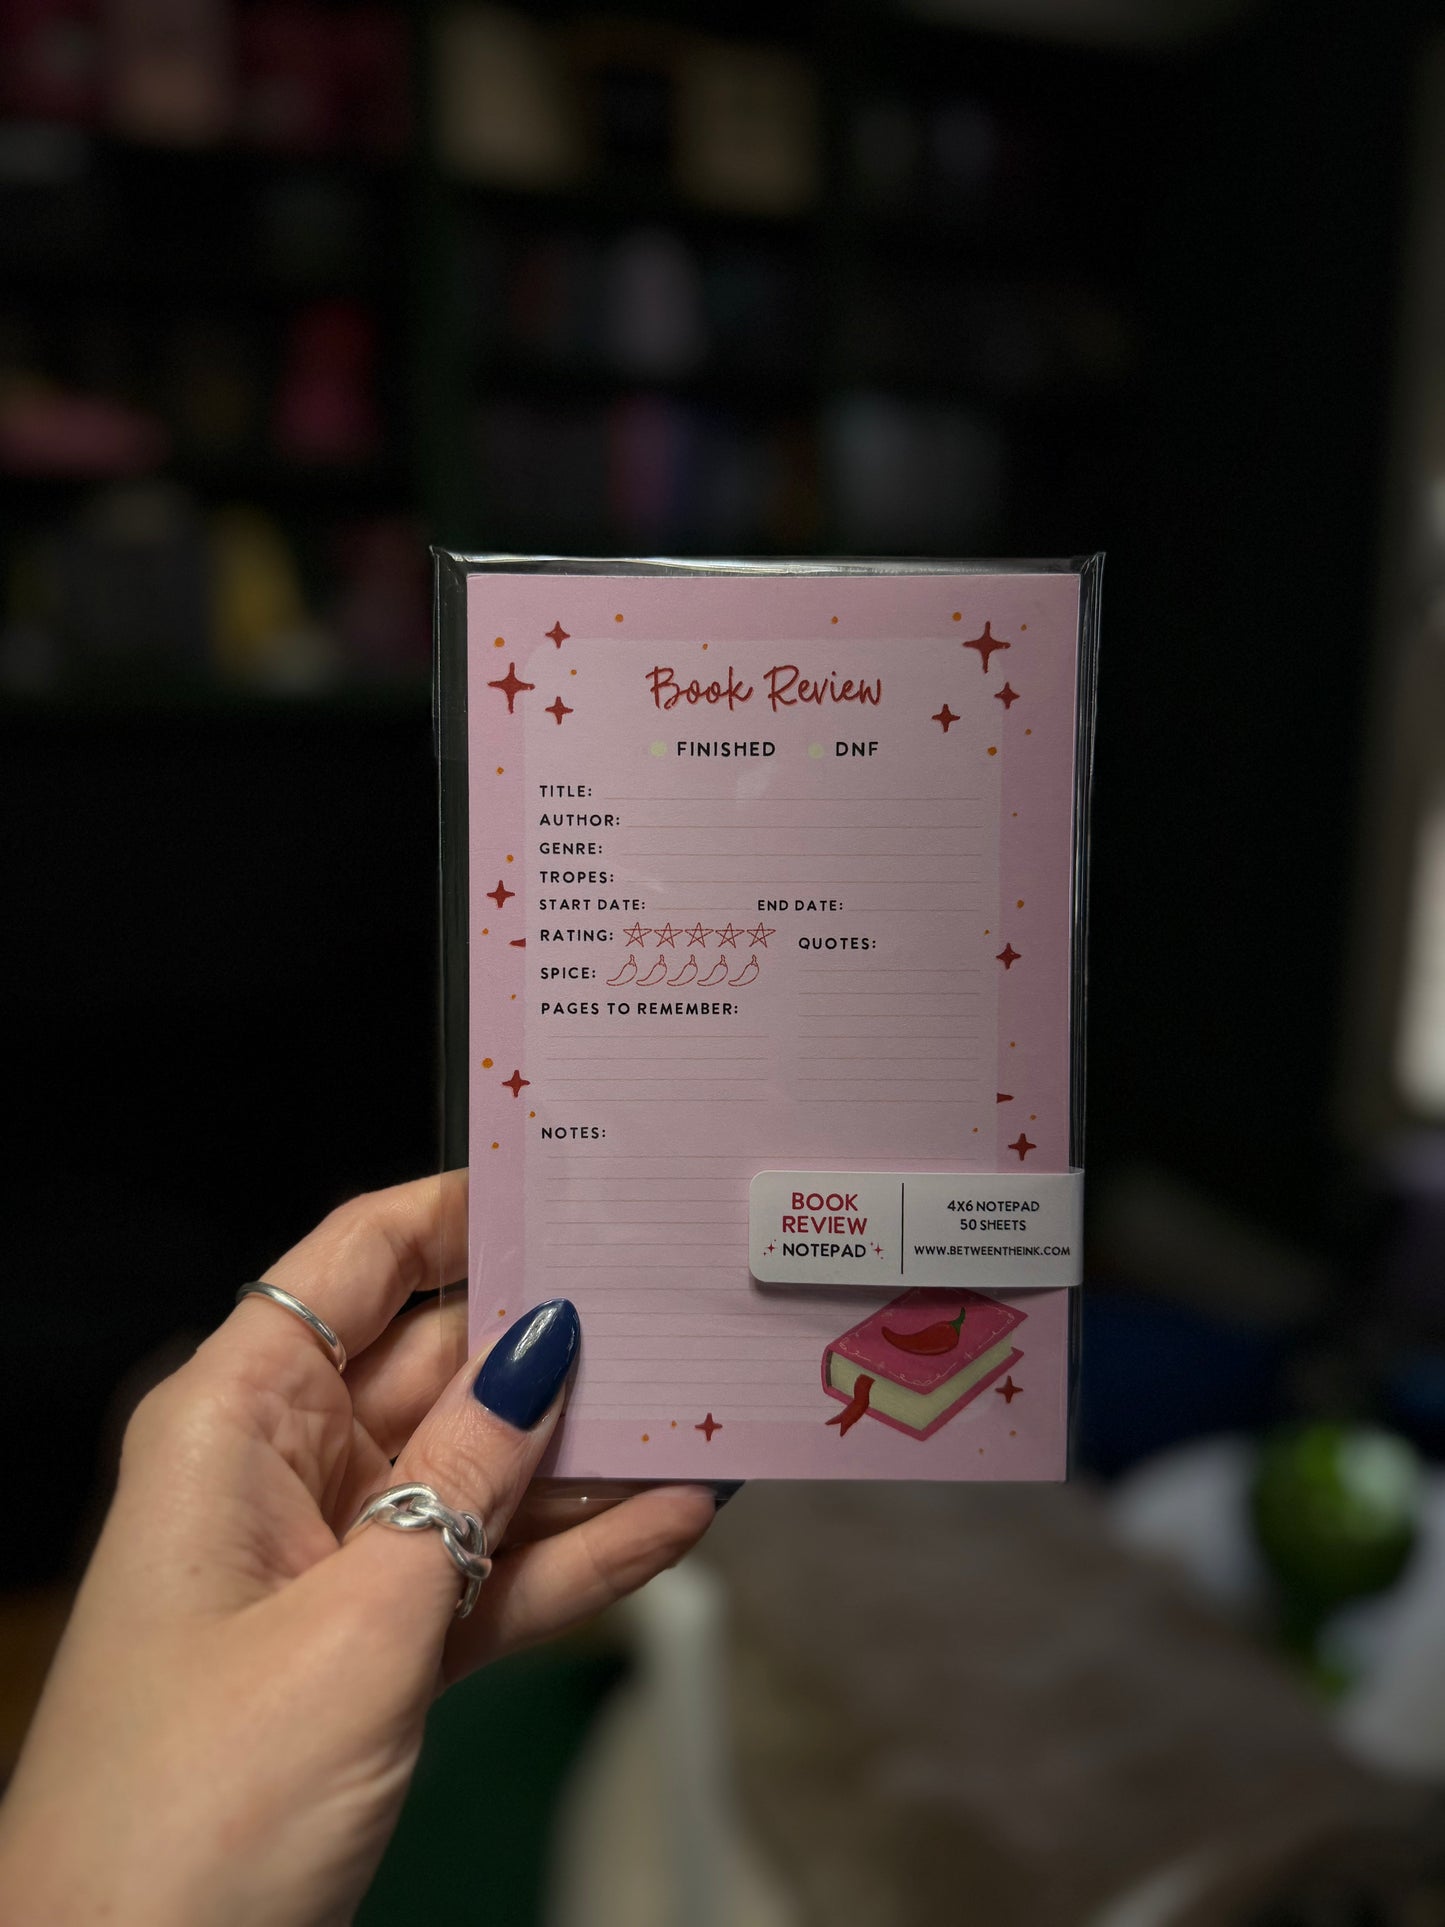 Book Review
FINISHED DNF
TITLE:
AUTHOR:
GENRE:
TROPES:
START DATE: END DATE:
RATING:
QUOTES:
SPICE:
PAGES TO REMEMBER:
NOTES:
BOOK
REVIEW
NOTEPAD
4X6 NOTEPAD
50 SHEETS
WWW.BETWEENTHEINK.COM